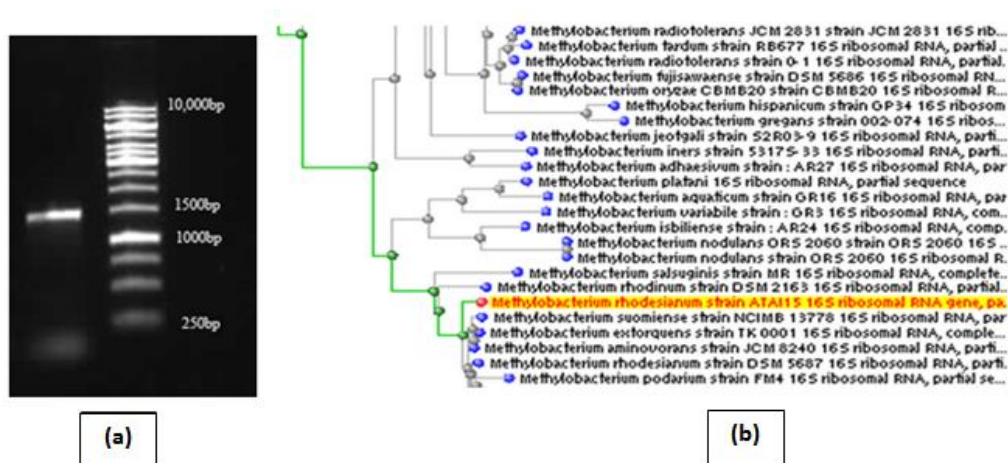 10,000bp
1500bp
1000bp
250bp
(a)
Methylobacterium radiotolerans JCM 2831 strain JCM 2831 16S rib...
Methylobacterium tardum strain RB677 16S ribosomal RNA, partial ...
Methylobacterium radiotolerans strain 0-1 16S ribosomal RNA, partial.
Methylobacterium fujisawaense strain DSM 5686 16S ribosomal RN...
Methylobacterium oryzae CBMB20 strain CBMB20 16S ribosomal R...
Methylobacterium hispanicum strain GP34 16S ribosom
Methylobacterium gregans strain 002-074 16S ribos...
Methylobacterium jeotgali strain S2R03-9 16S ribosomal RNA, parti...
Methylobacterium iners strain 5317S-33 16S ribosomal RNA, parti...
Methylobacterium adhaesivum strain : AR27 16S ribosomal RNA, par
Methylobacterium platani 16S ribosomal RNA, partial sequence
Methylobacterium aquaticum strain GR16 16S ribosomal RNA, par
Methylobacterium variabile strain : GR3 16S ribosomal RNA, com.
Methylobacterium isbiliense strain : AR24 16S ribosomal RNA, comp.
Methylobacterium nodulans ORS 2060 strain ORS 2060 16S ...
Methylobacterium nodulans strain ORS 2060 16S ribosomal R.
Methylobacterium salsuginis strain MR 16S ribosomal RNA, complete...
Methylobacterium rhodinum strain DSM 2163 16S ribosomal RNA, partial...
Methylobacterium rhodesianum strain ATAI15 16S ribosomal RNA gene, pa.
Methylobacterium suomiense strain NCIMB 13778 16S ribosomal RNA, par
Methylobacterium extorquens strain TK 0001 16S ribosomal RNA, comple...
Methylobacterium aminovorans strain JCM 8240 16S ribosomal RNA, parti...
Methylobacterium rhodesianum strain DSM 5687 16S ribosomal RNA, parti.
Methylobacterium podarium strain FM4 16S ribosomal RNA, partial se...
(b)